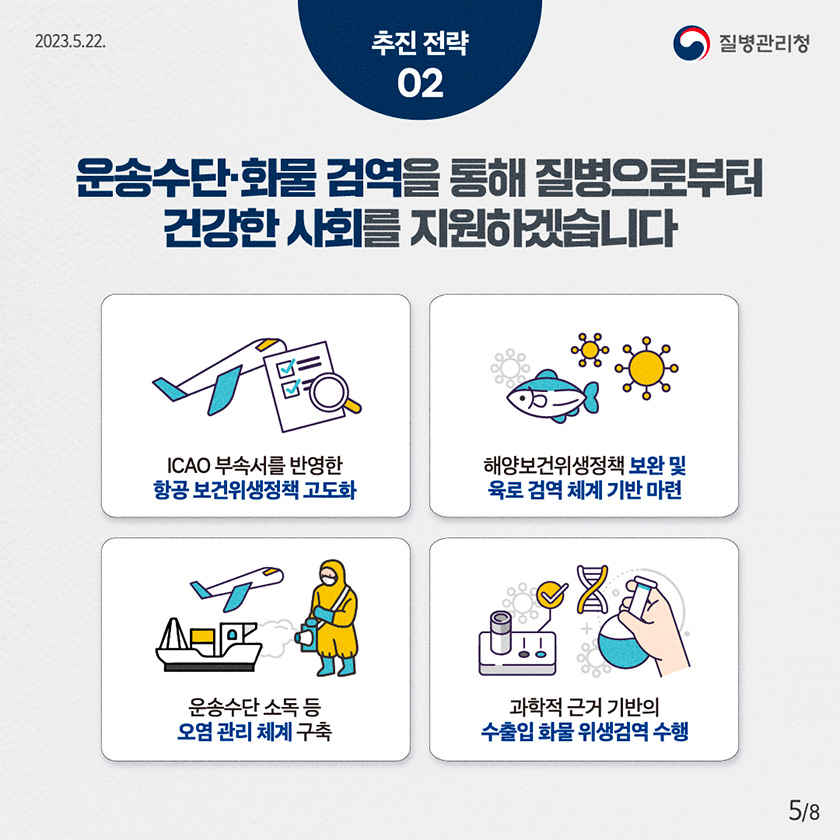 2023.5.22.
추진 전략
02
질병관리청
운송수단·화물 검역을 통해 질병으로부터
건강한 사회를 지원하겠습니다
ICAO 부속서를 반영한
항공 보건위생정책 고도화
해양보건위생정책 보완 및
육로 검역 체계 기반 마련
운송수단 소독 등
오염 관리 체계 구축
과학적 근거 기반의
수출입 화물 위생검역 수행
5/8